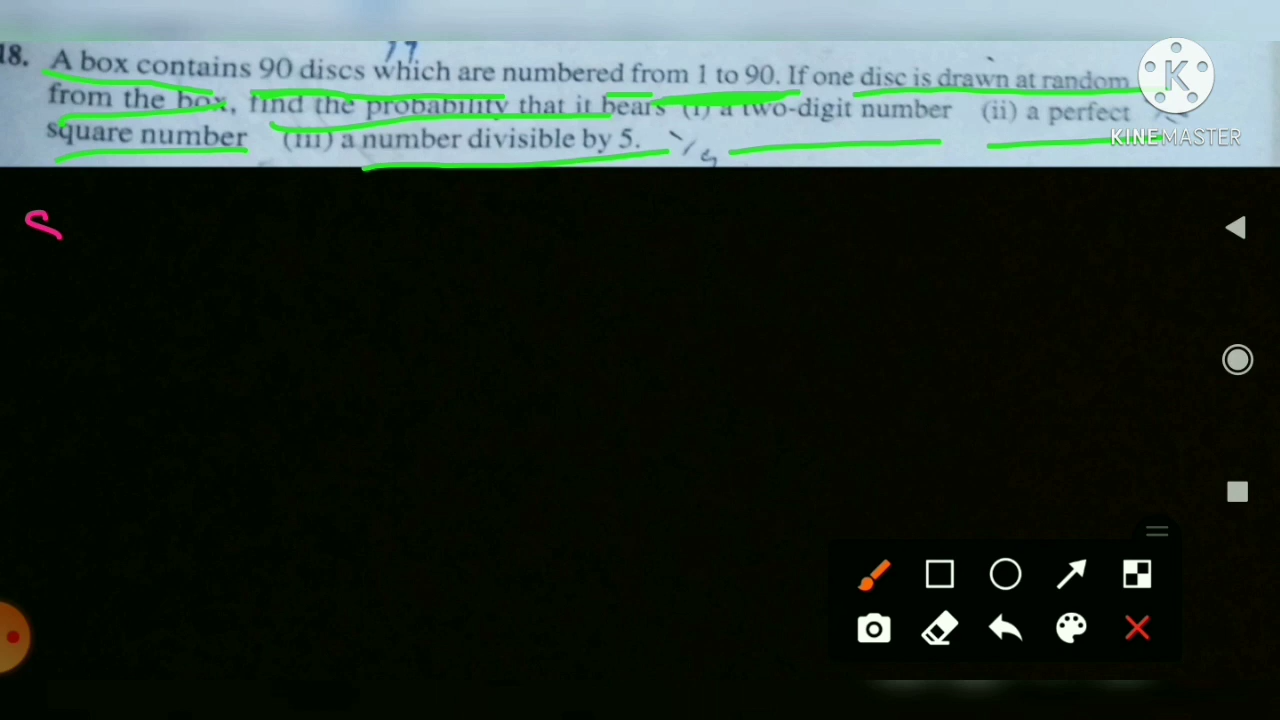 18. A box contains 90 discs which are numbered from 1 to 90. If one disc is drawn at random
from the box, find the probability that it bears (i) a two-digit number (ii) a perfect
square number (iii) a number divisible by 5.
KINEMASTER